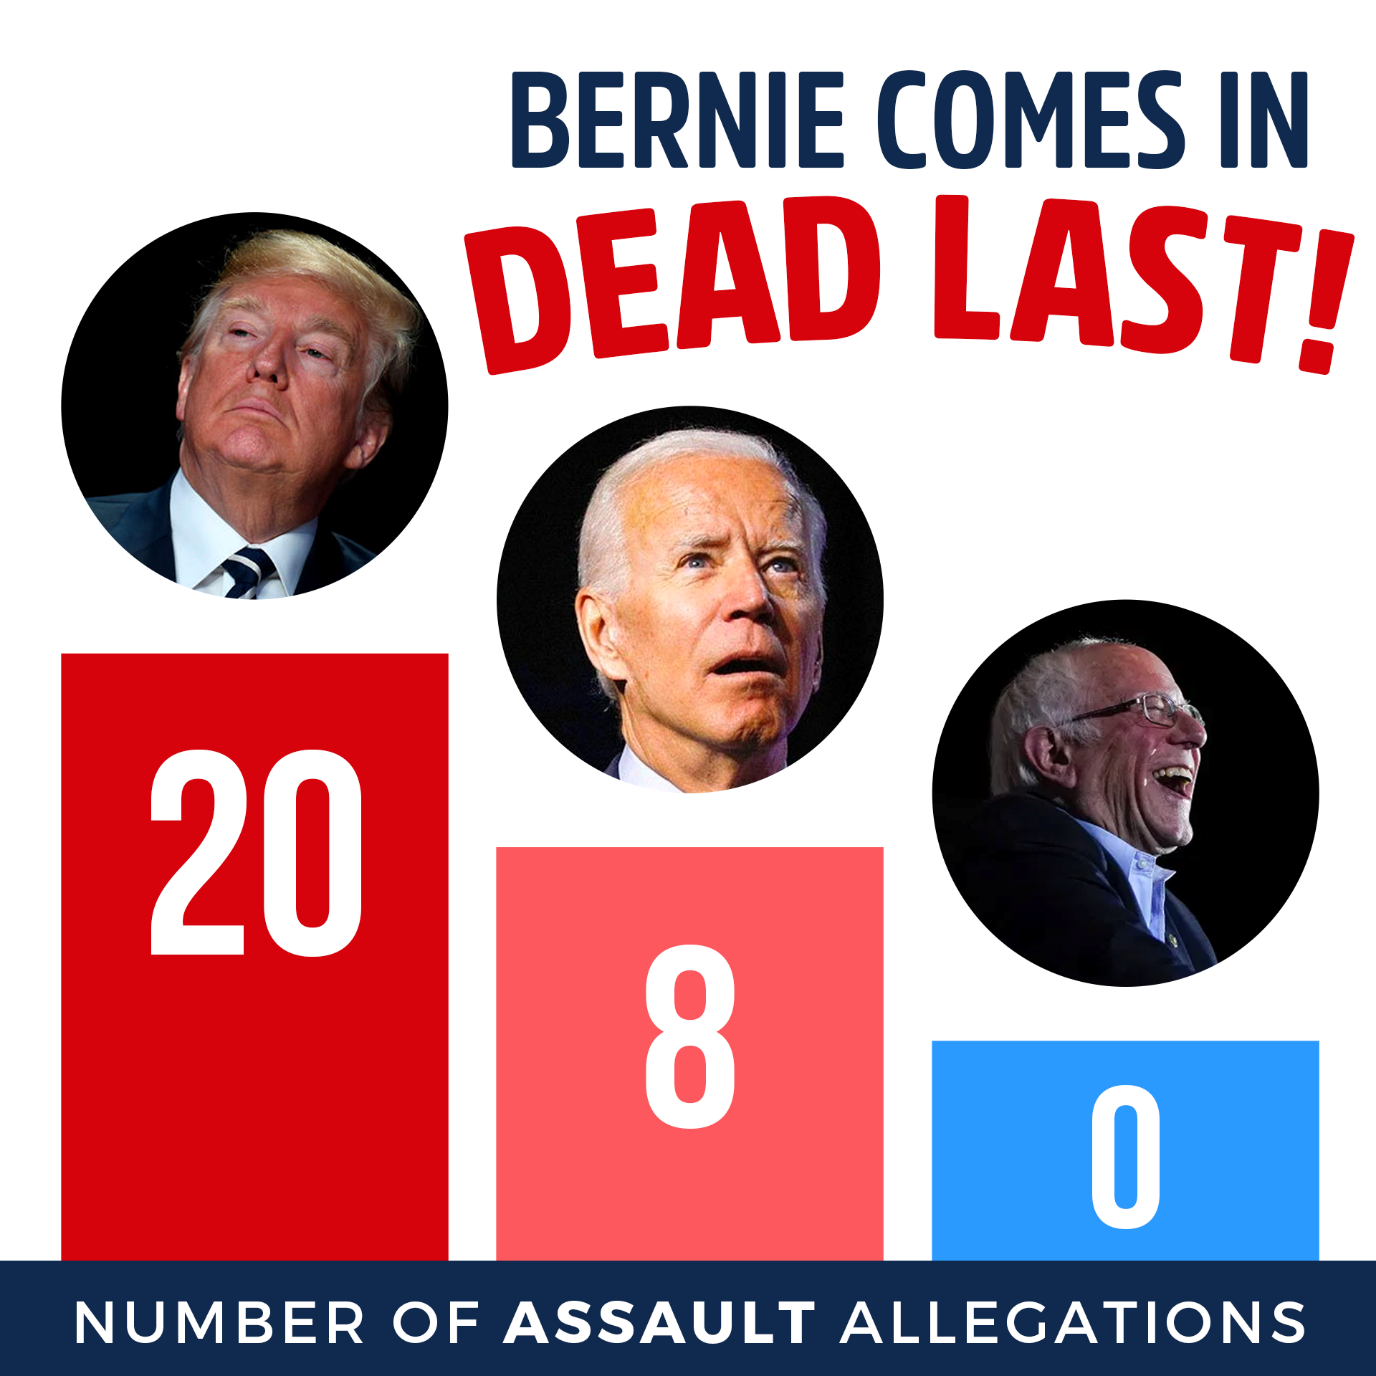 BERNIE COMES IN
DEAD LAST!
20
8
0
NUMBER OF ASSAULT ALLEGATIONS